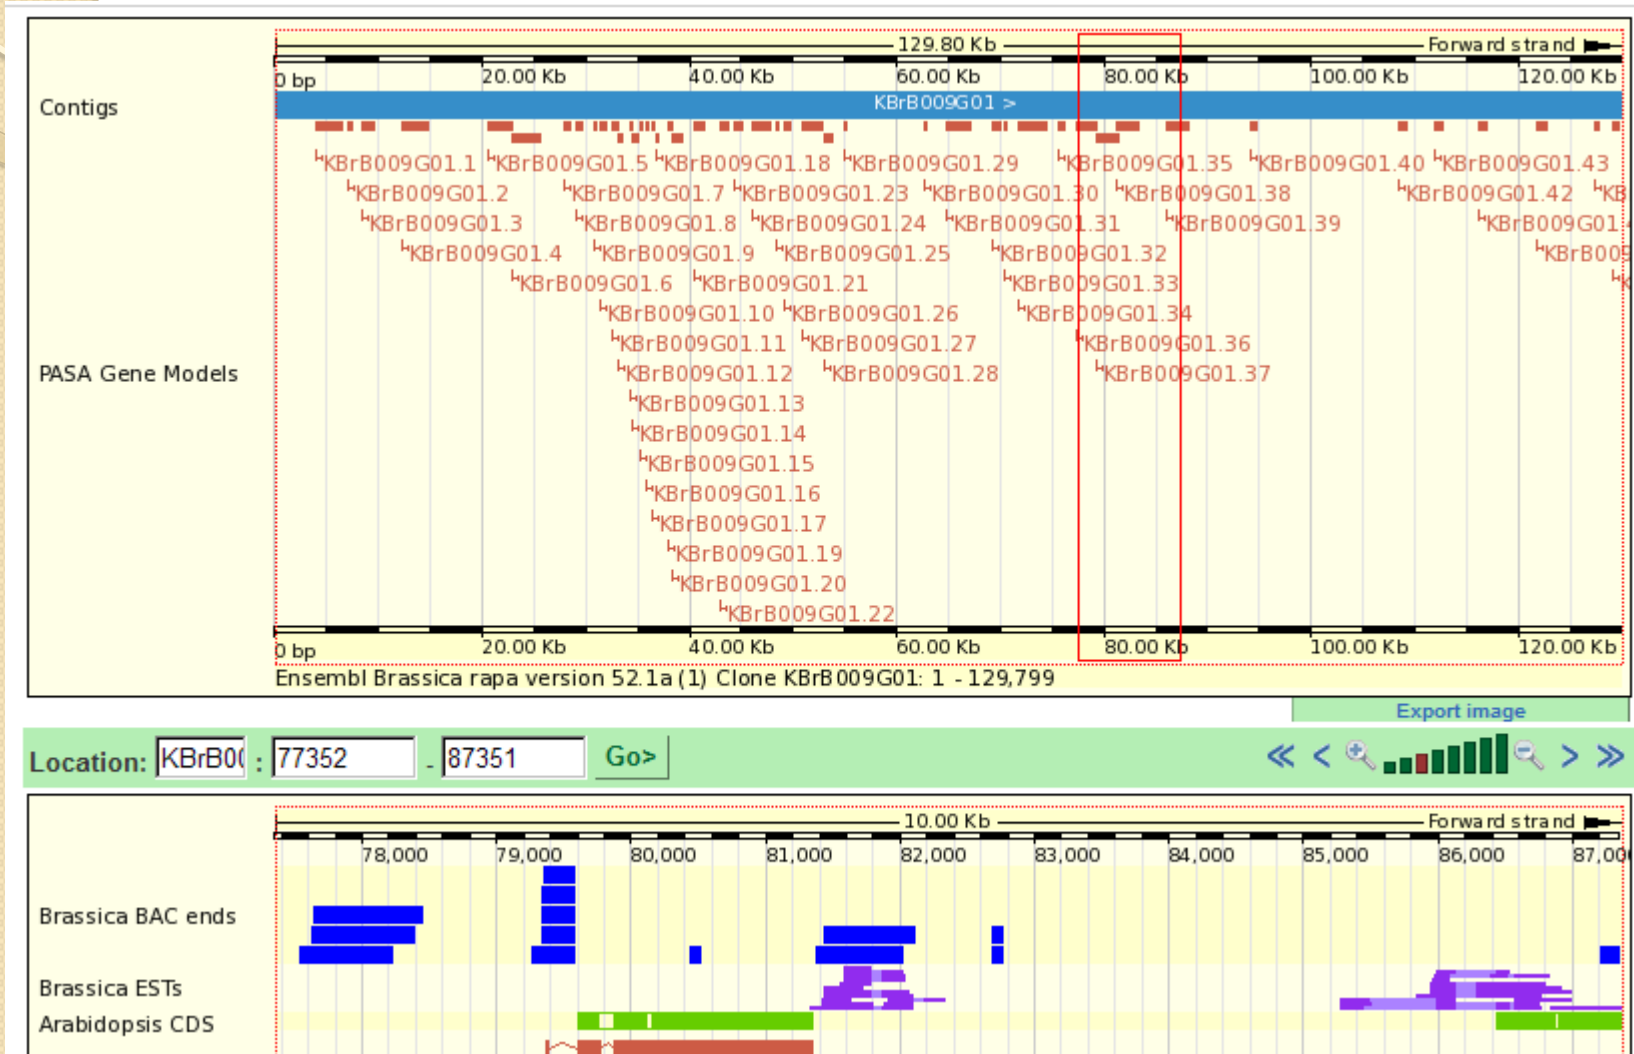 129.80 Kb Forward strand
0 bp 20.00 Kb 40.00 Kb 60.00 Kb 80.00 Kb 100.00 Kb 120.00 Kb
Contigs KBrB009G01 >
KBrB009G01.1 KBrB009G01.5 KBrB009G01.18 KBrB009G01.29 KBrB009G01.35 KBrB009G01.40 KBrB009G01.43
KBrB009G01.2 KBrB009G01.7 KBrB009G01.23 KBrB009G01.30 KBrB009G01.38 KBrB009G01.42 KB
KBrB009G01.3 KBrB009G01.8 KBrB009G01.24 KBrB009G01.31 KBrB009G01.39 KBrB009G01.
KBrB009G01.4 KBrB009G01.9 KBrB009G01.25 KBrB009G01.32 KBrB009
KBrB009G01.6 KBrB009G01.21 KBrB009G01.33
KBrB009G01.10 KBrB009G01.26 KBrB009G01.34
KBrB009G01.11 KBrB009G01.27 KBrB009G01.36
PASA Gene Models KBrB009G01.12 KBrB009G01.28 KBrB009G01.37
KBrB009G01.13
KBrB009G01.14
KBrB009G01.15
KBrB009G01.16
KBrB009G01.17
KBrB009G01.19
KBrB009G01.20
KBrB009G01.22
0 bp 20.00 Kb 40.00 Kb 60.00 Kb 80.00 Kb 100.00 Kb 120.00 Kb
Ensembl Brassica rapa version 52.1a (1) Clone KBrB009G01: 1 - 129,799
Export image
Location: KBrB00 : 77352 - 87351 Go>
10.00 Kb Forward strand
78,000 79,000 80,000 81,000 82,000 83,000 84,000 85,000 86,000 87,00
Brassica BAC ends
Brassica ESTs
Arabidopsis CDS